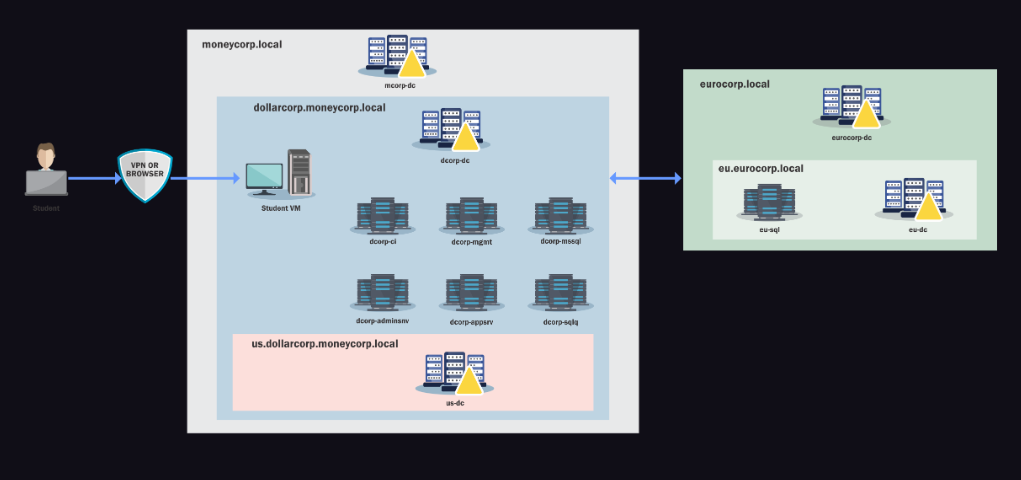 moneycorp.local
mcorp-dc
dollarcorp.moneycorp.local
dcorp-dc
eurocorp.local
eurocorp-dc
VPN OR
BROWSER
Student
Student VM
eu.eurocorp.local
eu-sql
eu-dc
dcorp-ci
dcorp-mgmt
dcorp-mssql
dcorp-adminsrv
dcorp-appsrv
dcorp-sqlq
us.dollarcorp.moneycorp.local
us-dc